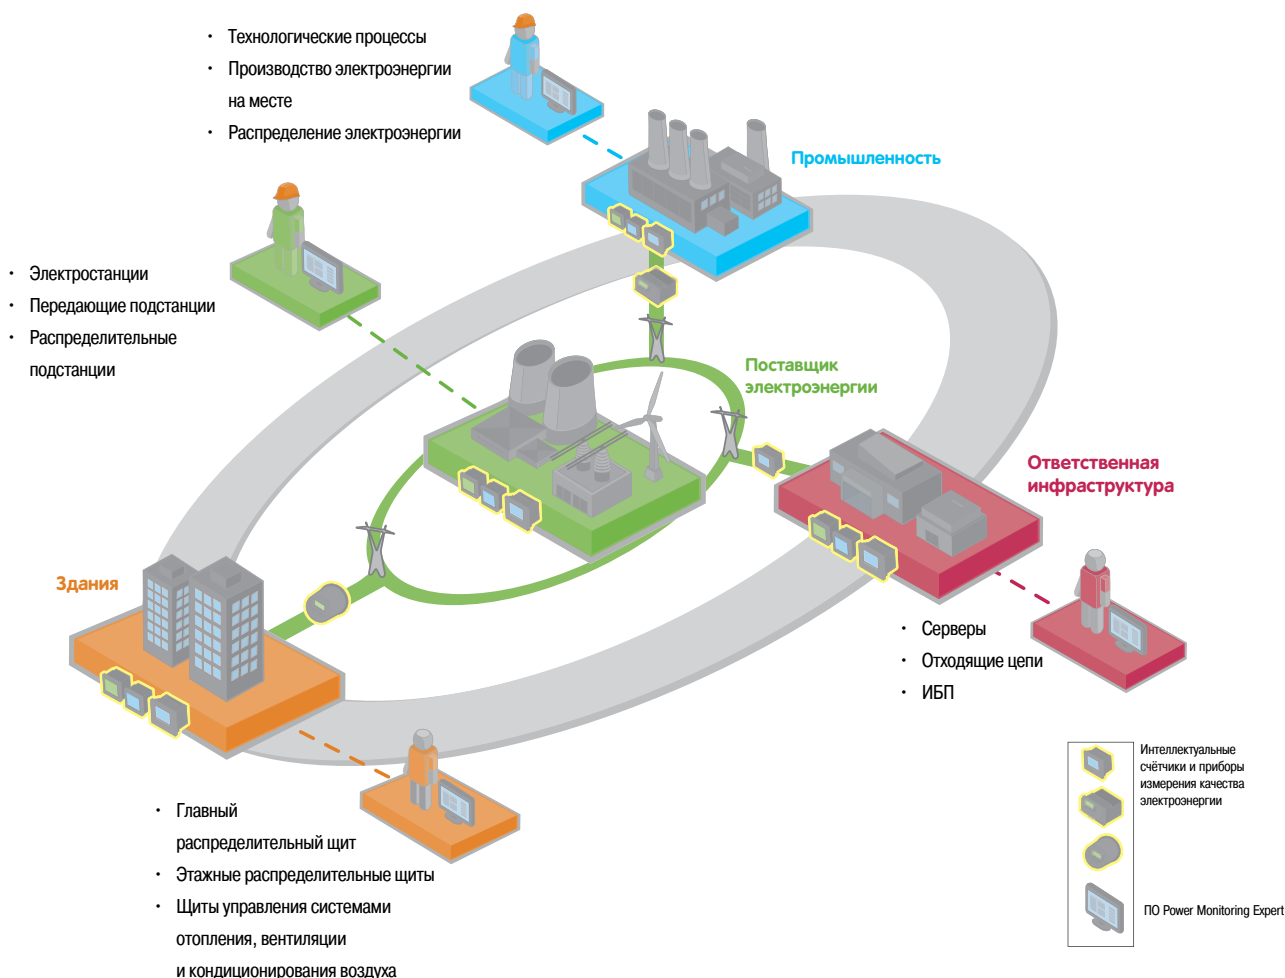 • Технологические процессы
• Производство электроэнергии
на месте
• Распределение электроэнергии
Промышленность
• Электростанции
• Передающие подстанции
• Распределительные
подстанции
Поставщик
электроэнергии
Ответственная
инфраструктура
Здания
• Серверы
• Отходящие цепи
• ИБП
Интеллектуальные
счётчики и приборы
измерения качества
электроэнергии
ПО Power Monitoring Expert
• Главный
распределительный щит
• Этажные распределительные щиты
• Щиты управления системами
отопления, вентиляции
и кондиционирования воздуха